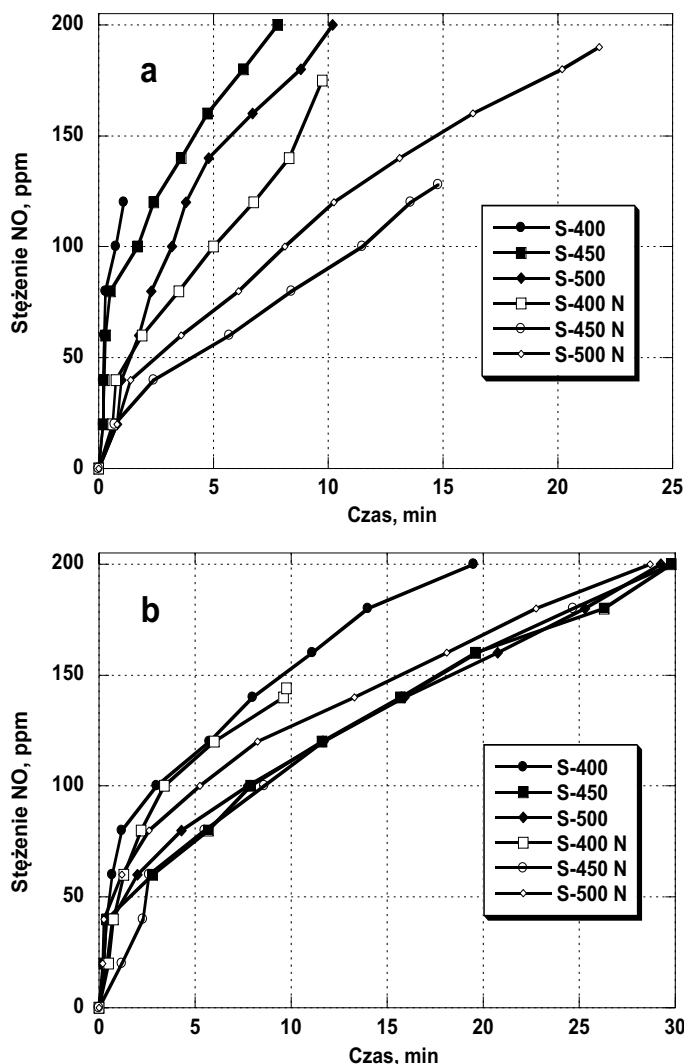 200
a
150
100
50
0
Stężenie NO, ppm
S-400
S-450
S-500
S-400 N
S-450 N
S-500 N
0 5 10 15 20 25
Czas, min
200
b
150
100
50
0
Stężenie NO, ppm
S-400
S-450
S-500
S-400 N
S-450 N
S-500 N
0 5 10 15 20 25 30
Czas, min